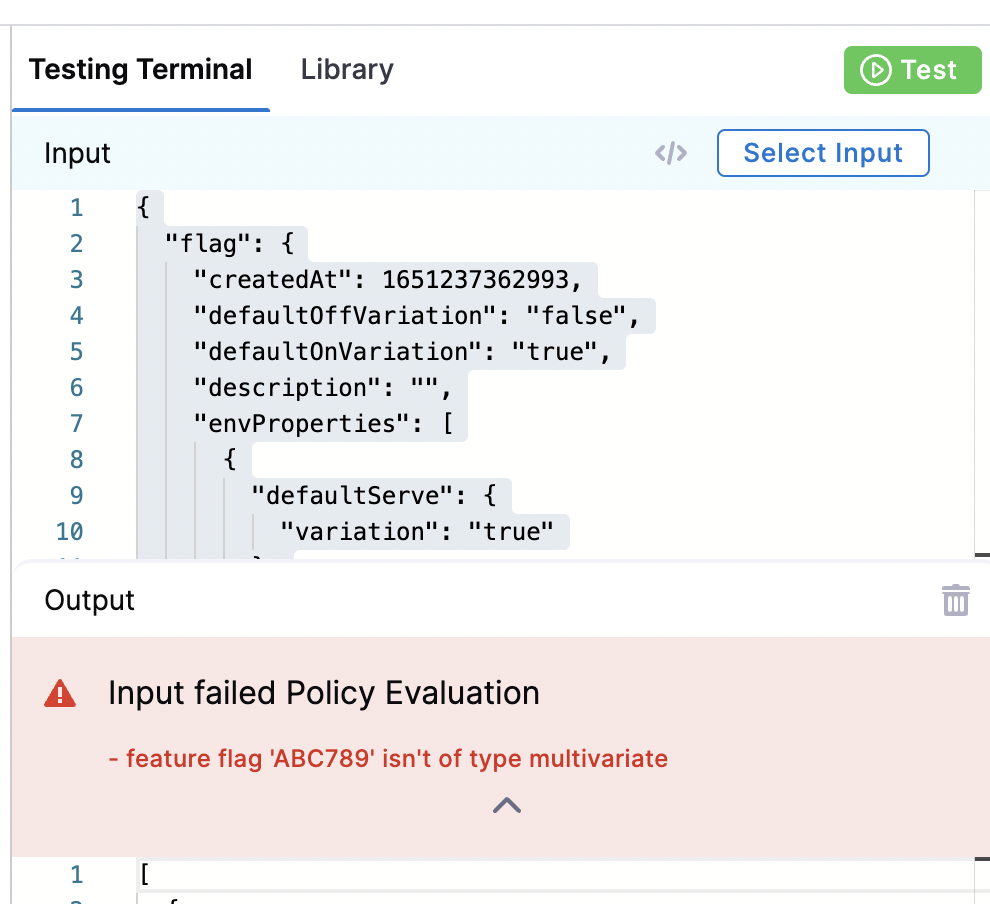 Testing Terminal Library Test
Input </> Select Input
1 {
2 "flag": {
3 "createdAt": 1651237362993,
4 "defaultOffVariation": "false",
5 "defaultOnVariation": "true",
6 "description": "",
7 "envProperties": [
8 {
9 "defaultServe": {
10 "variation": "true"
Output
Input failed Policy Evaluation
- feature flag 'ABC789' isn't of type multivariate
1 [